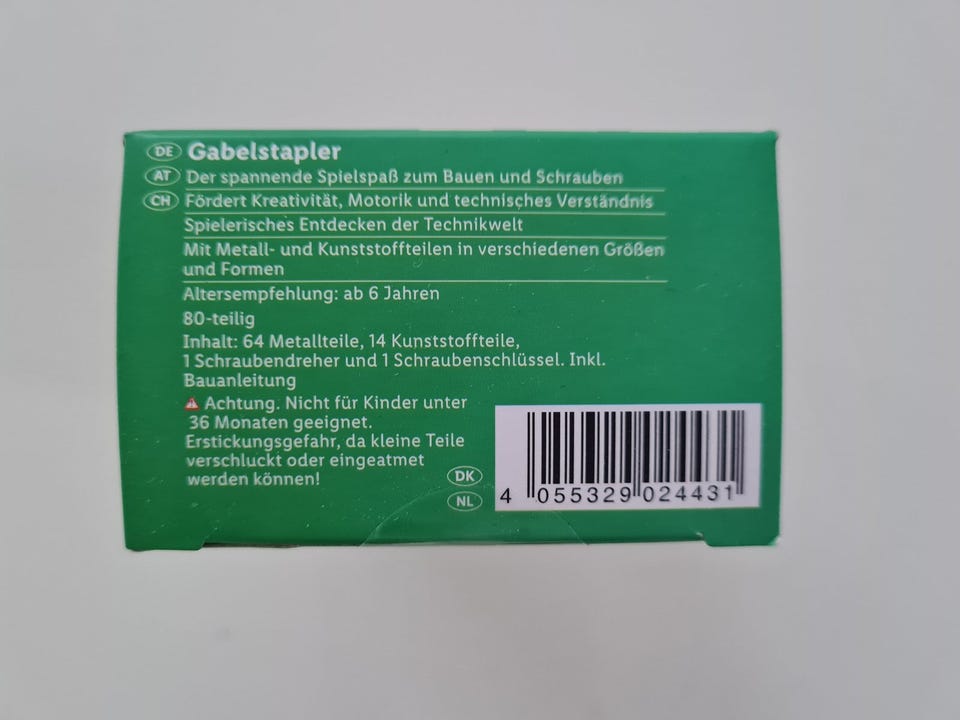 DE Gabelstapler
AT Der spannende Spielspaß zum Bauen und Schrauben
CH Fördert Kreativität, Motorik und technisches Verständnis
Spielerisches Entdecken der Technikwelt
Mit Metall- und Kunststoffteilen in verschiedenen Größen
und Formen
Altersempfehlung: ab 6 Jahren
80-teilig
Inhalt: 64 Metallteile, 14 Kunststoffteile,
1 Schraubendreher und 1 Schraubenschlüssel. Inkl.
Bauanleitung
Achtung. Nicht für Kinder unter
36 Monaten geeignet.
Erstickungsgefahr, da kleine Teile
verschluckt oder eingeatmet
werden können!
DK
NL
4 055329 024431